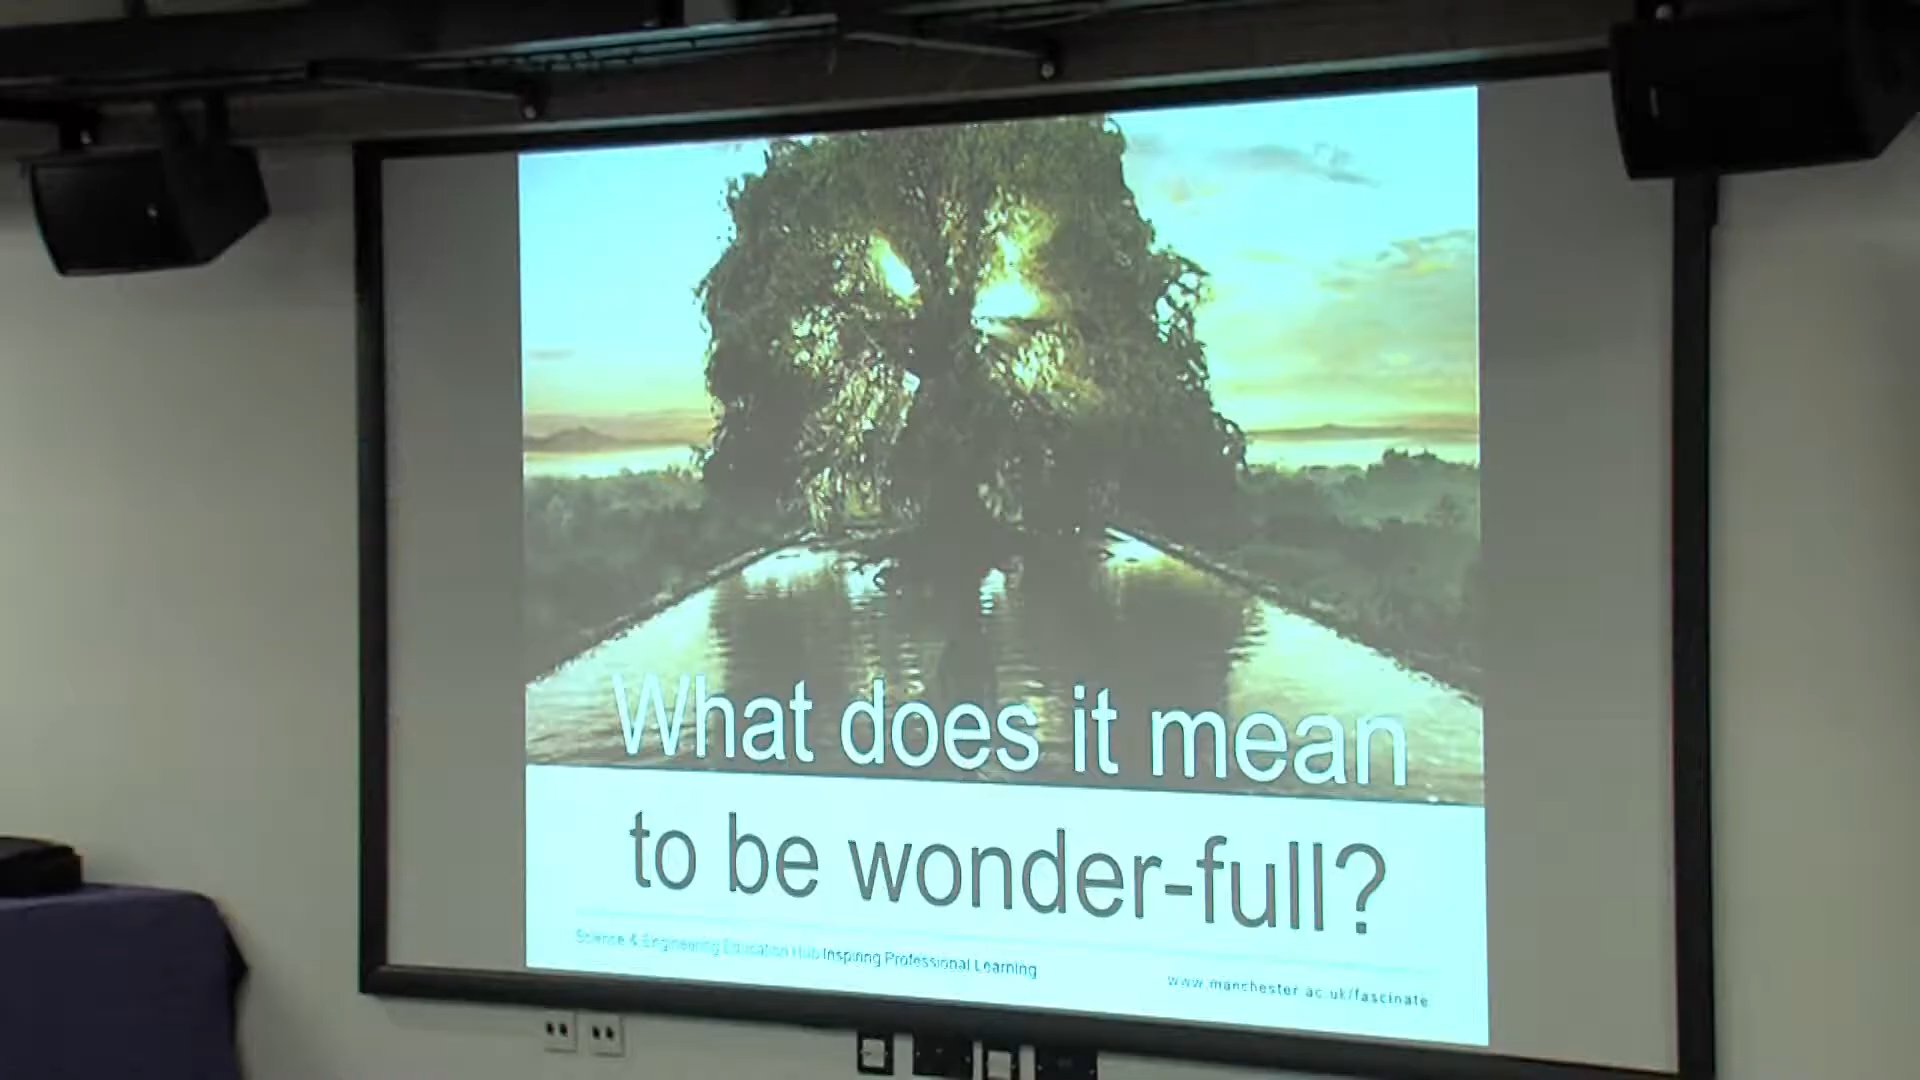 What does it mean
to be wonder-full?
Science & Engineering Education Hub Inspiring Professional Learning
www.manchester.ac.uk/fascinate